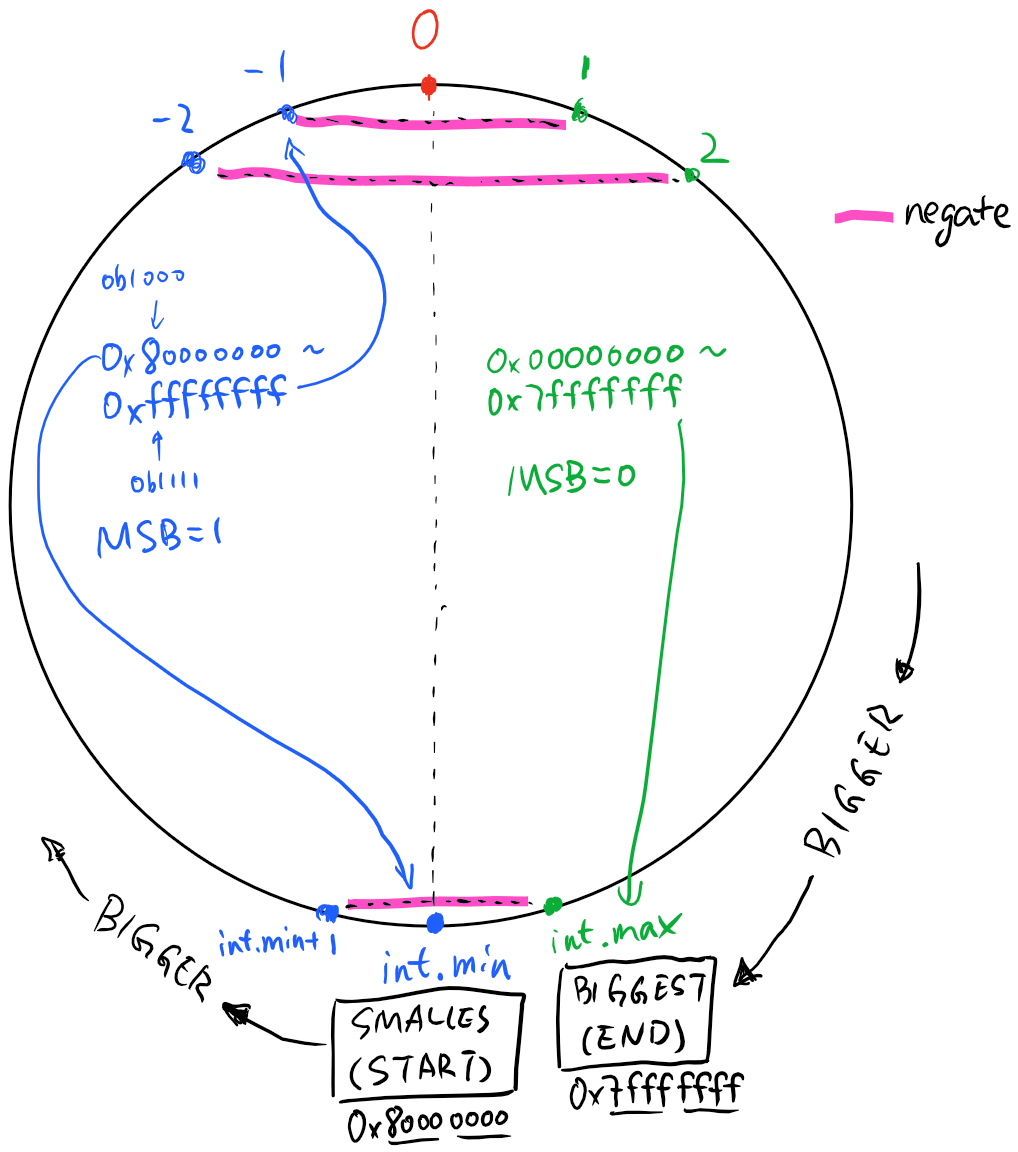 0
-1
1
-2
2
negate
0b1000
↓
0x80000000 ~
0xffffffff
↑
0b1111
MSB=1
0x00000000 ~
0x7fffffff
MSB=0
BIGGER
BIGGER
int.min+1
int.min
int.max
SMALLES
(START)
0x8000 0000
BIGGEST
(END)
0x7fff ffff